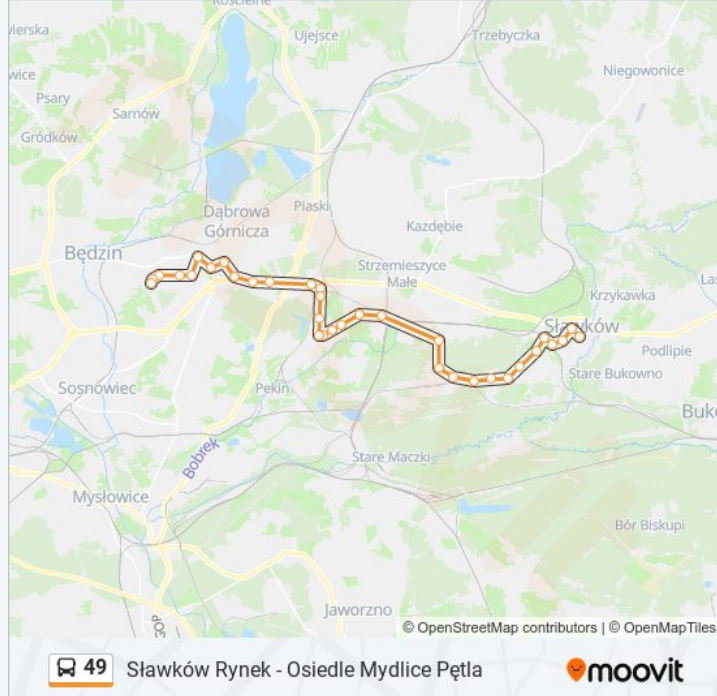 Kościelne
wierska
Ujejsce
Trzebyczka
wice
Psary
Niegowonice
Sarnów
Gródków
Dąbrowa
Górnicza
Piaski
Kazdębie
Będzin
Strzemieszyce
Małe
Krzykawka
Sławków
Podlipie
Sosnowiec
Pekin
Stare Bukowno
Buko
Bobrek
Stare Maczki
Mysłowice
Bór Biskupi
Jaworzno
© OpenStreetMap contributors | © OpenMapTiles
49 Sławków Rynek - Osiedle Mydlice Pętla
moovit